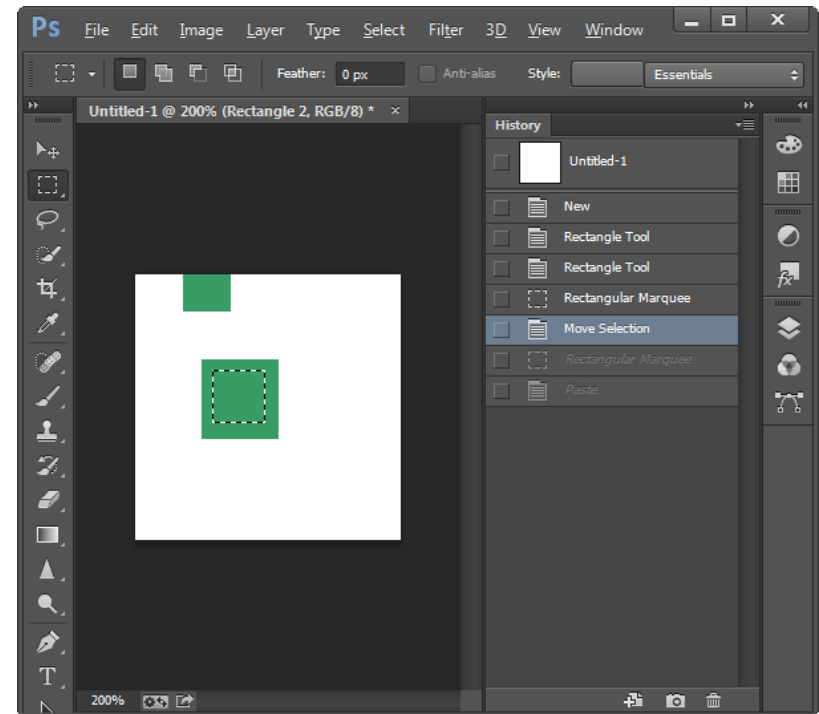 Ps File Edit Image Layer Type Select Filter 3D View Window
Feather: 0 px Anti-alias Style: Essentials
Untitled-1 @ 200% (Rectangle 2, RGB/8) * ×
History
Untitled-1
New
Rectangle Tool
Rectangle Tool
Rectangular Marquee
Move Selection
Rectangular Marquee
Paste
200%